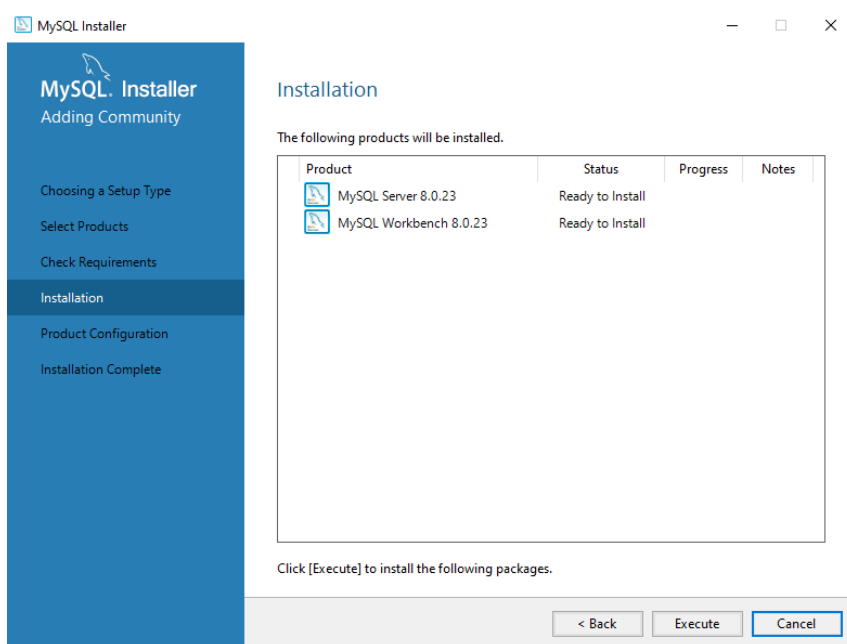 MySQL Installer
MySQL. Installer
Adding Community
Choosing a Setup Type
Select Products
Check Requirements
Installation
Product Configuration
Installation Complete
Installation
The following products will be installed.
Product Status Progress Notes
MySQL Server 8.0.23 Ready to Install
MySQL Workbench 8.0.23 Ready to Install
Click [Execute] to install the following packages.
< Back Execute Cancel